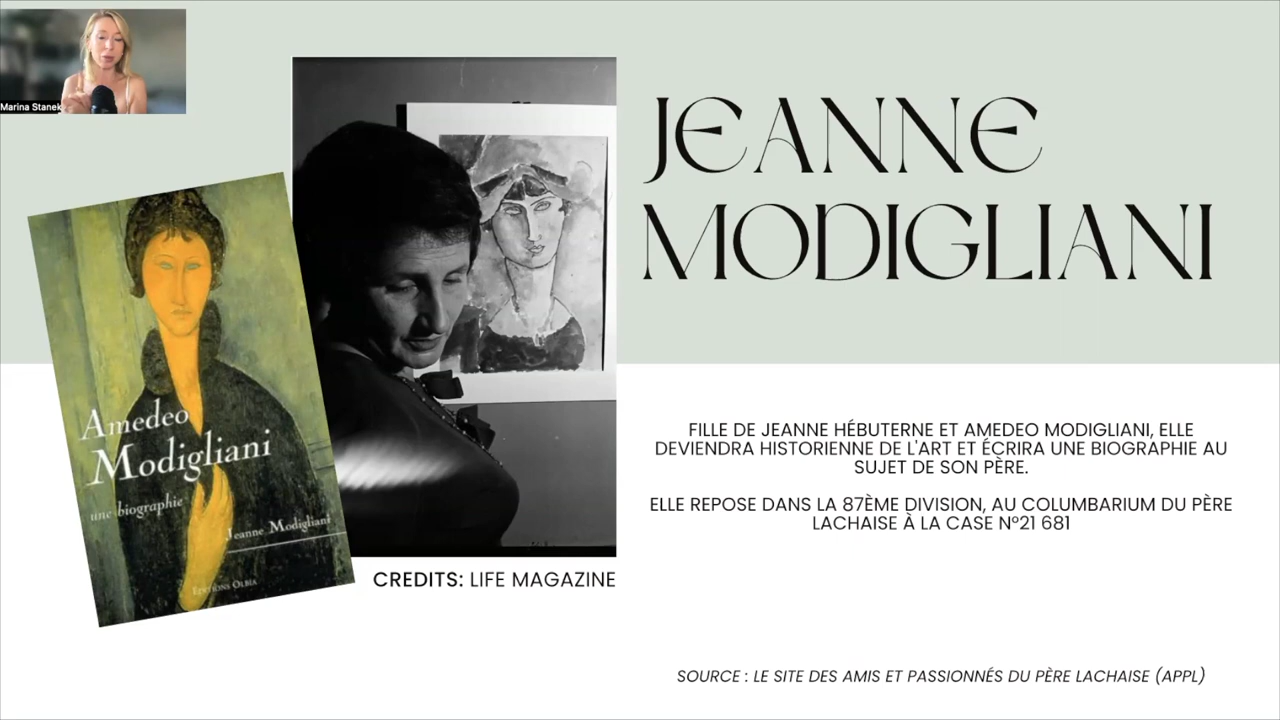 Marina Stanek
JEANNE
MODIGLIANI
Amedeo
Modigliani
une biographie
Jeanne Modigliani
EDITIONS OLBIA
CREDITS: LIFE MAGAZINE
FILLE DE JEANNE HÉBUTERNE ET AMEDEO MODIGLIANI, ELLE
DEVIENDRA HISTORIENNE DE L'ART ET ÉCRIRA UNE BIOGRAPHIE AU
SUJET DE SON PÈRE.
ELLE REPOSE DANS LA 87ÈME DIVISION, AU COLUMBARIUM DU PÈRE
LACHAISE À LA CASE N°21 681
SOURCE : LE SITE DES AMIS ET PASSIONNÉS DU PÈRE LACHAISE (APPL)